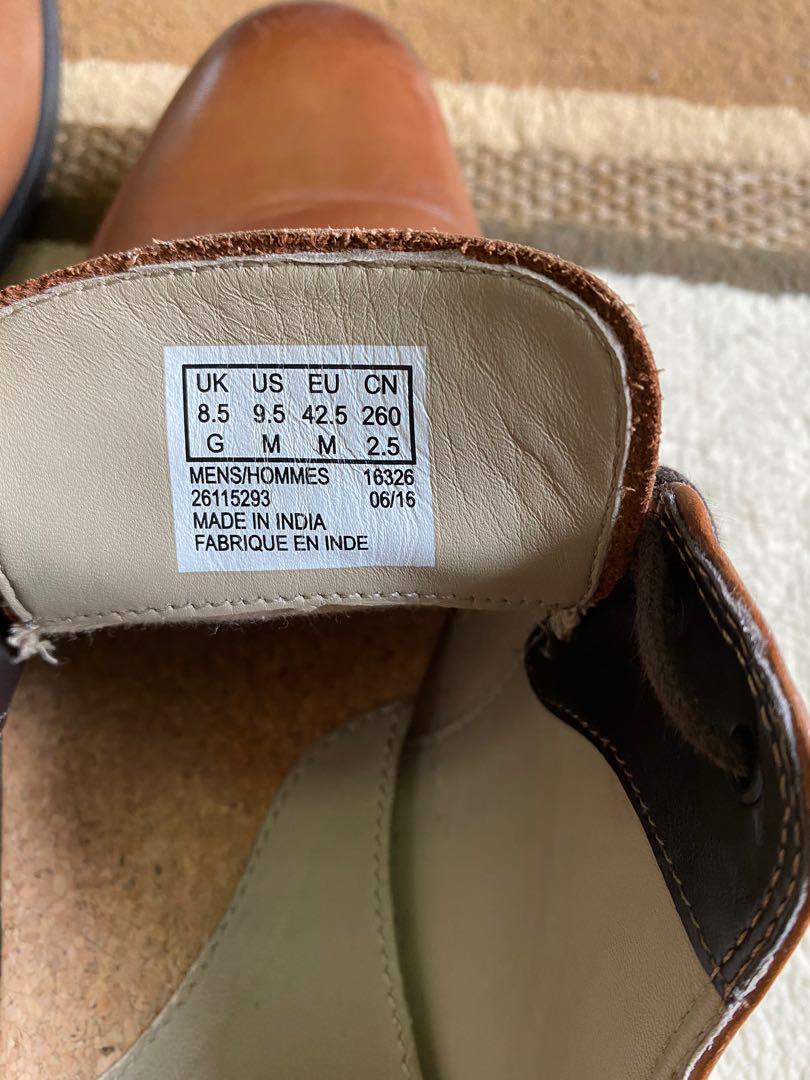 UK US EU CN
8.5 9.5 42.5 260
G M M 2.5
MENS/HOMMES 16326
26115293 06/16
MADE IN INDIA
FABRIQUE EN INDE